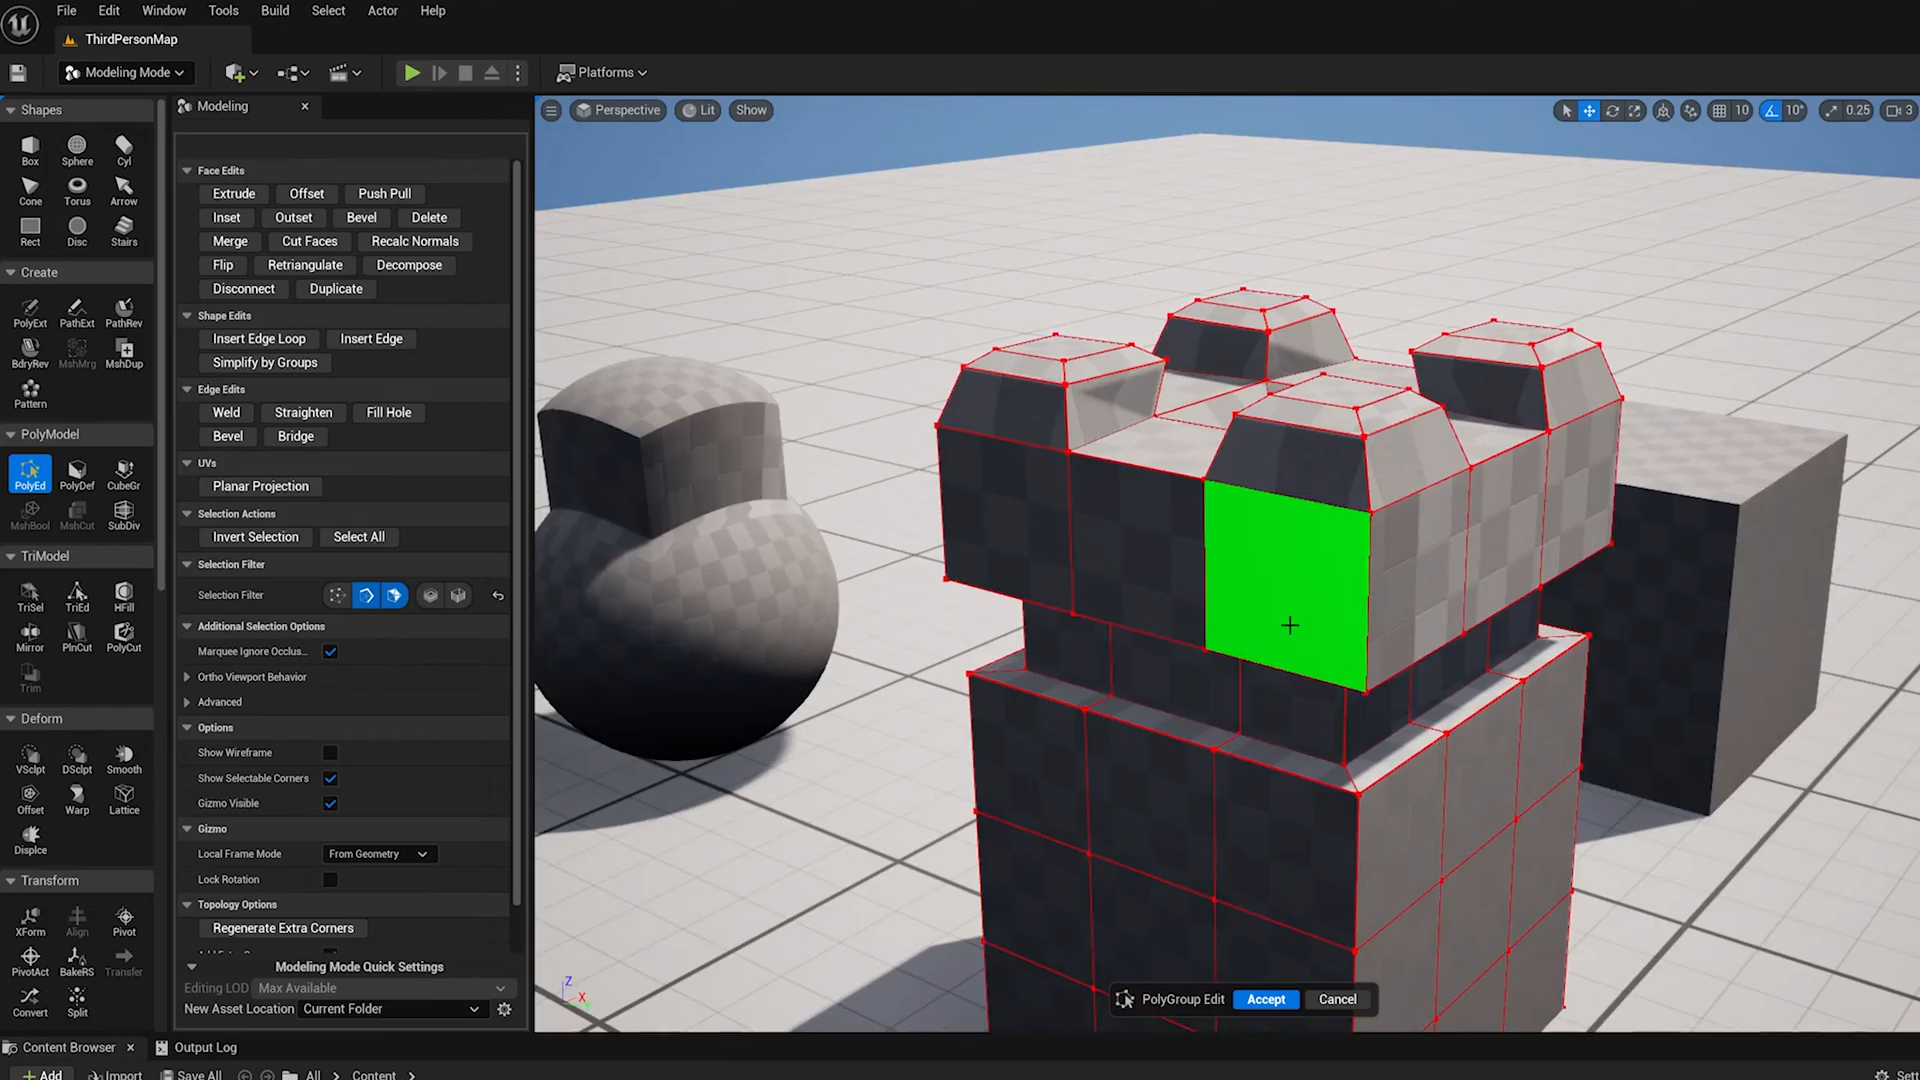 File Edit Window Tools Build Select Actor Help
ThirdPersonMap
Modeling Mode
Platforms
Shapes
Box Sphere Cyl
Cone Torus Arrow
Rect Disc Stairs
Create
PolyExt PathExt PathRev
BdryRev MshMrg MshDup
Pattern
PolyModel
PolyEd PolyDef CubeGr
MshBool MshCut SubDiv
TriModel
TriSel TriEd HFill
Mirror PlnCut PolyCut
Trim
Deform
VSclpt DSclpt Smooth
Offset Warp Lattice
Displce
Transform
XForm Align Pivot
PivotAct BakeRS Transfer
Convert Split
Modeling
Face Edits
Extrude Offset Push Pull
Inset Outset Bevel Delete
Merge Cut Faces Recalc Normals
Flip Retriangulate Decompose
Disconnect Duplicate
Shape Edits
Insert Edge Loop Insert Edge
Simplify by Groups
Edge Edits
Weld Straighten Fill Hole
Bevel Bridge
UVs
Planar Projection
Selection Actions
Invert Selection Select All
Selection Filter
Selection Filter
Additional Selection Options
Marquee Ignore Occlus...
Ortho Viewport Behavior
Advanced
Options
Show Wireframe
Show Selectable Corners
Gizmo Visible
Gizmo
Local Frame Mode From Geometry
Lock Rotation
Topology Options
Regenerate Extra Corners
Modeling Mode Quick Settings
Editing LOD Max Available
New Asset Location Current Folder
Perspective Lit Show
10 10° 0.25 3
Z
X
PolyGroup Edit Accept Cancel
Content Browser Output Log
Add Import Save All All Content